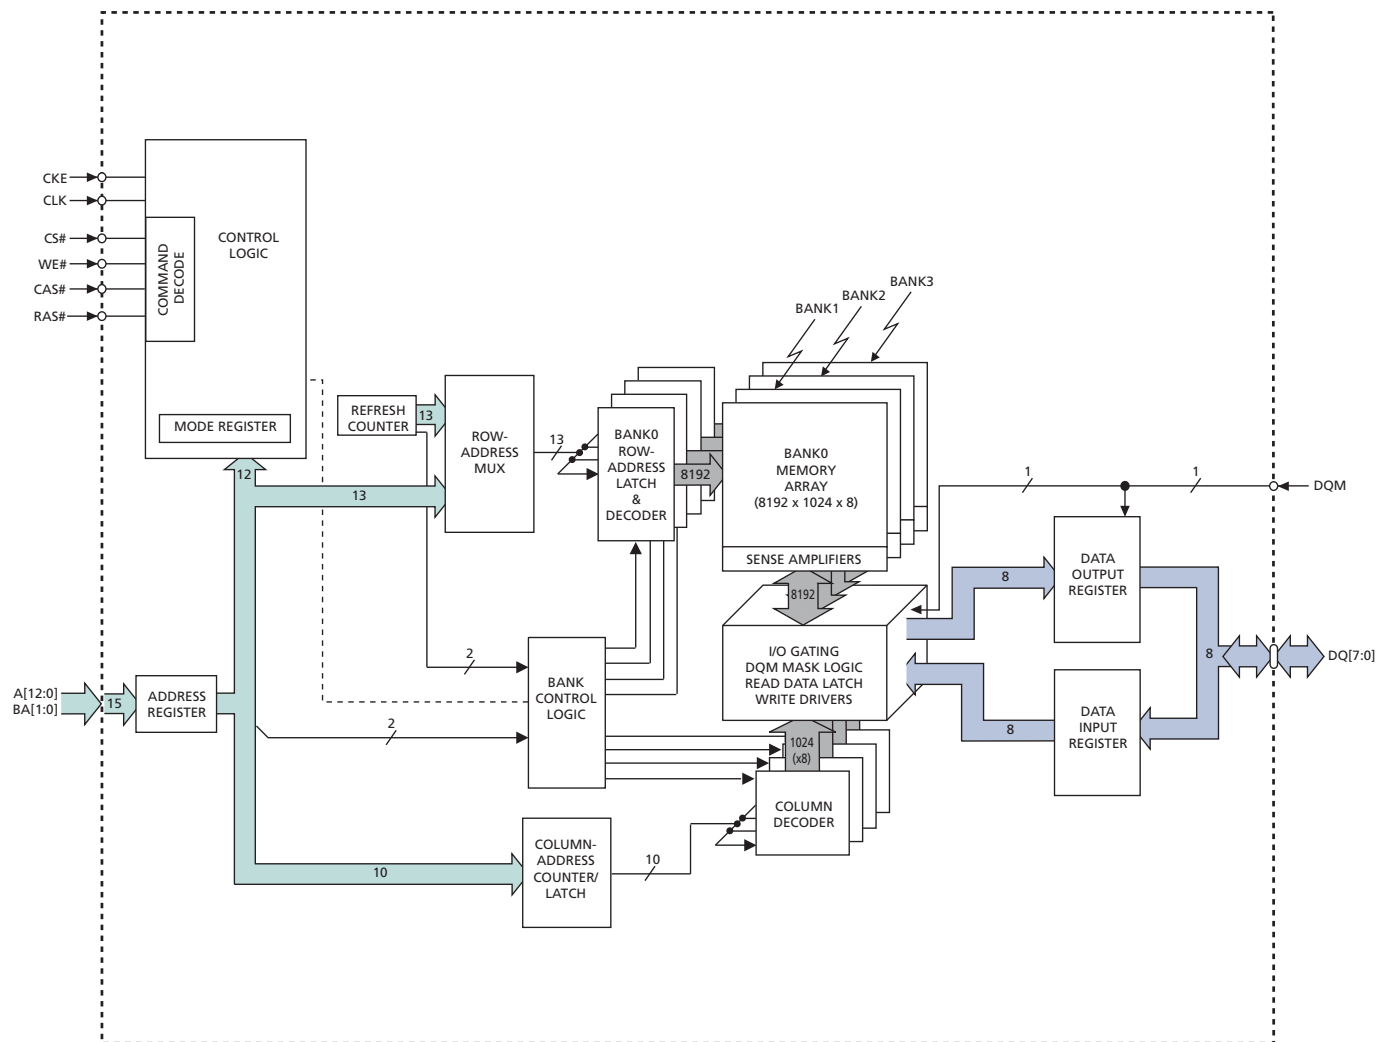 CKE
CLK
CS#
WE#
CAS#
RAS#
COMMAND
DECODE
CONTROL
LOGIC
MODE REGISTER
12
REFRESH
COUNTER
13
13
ROW-
ADDRESS
MUX
13
BANK0
ROW-
ADDRESS
LATCH
&
DECODER
8192
BANK1
BANK2
BANK3
BANK0
MEMORY
ARRAY
(8192 x 1024 x 8)
SENSE AMPLIFIERS
8192
I/O GATING
DQM MASK LOGIC
READ DATA LATCH
WRITE DRIVERS
1
1
DQM
8
DATA
OUTPUT
REGISTER
8
DQ[7:0]
8
DATA
INPUT
REGISTER
A[12:0]
BA[1:0]
15
ADDRESS
REGISTER
2
2
BANK
CONTROL
LOGIC
1024
(x8)
COLUMN
DECODER
10
COLUMN-
ADDRESS
COUNTER/
LATCH
10